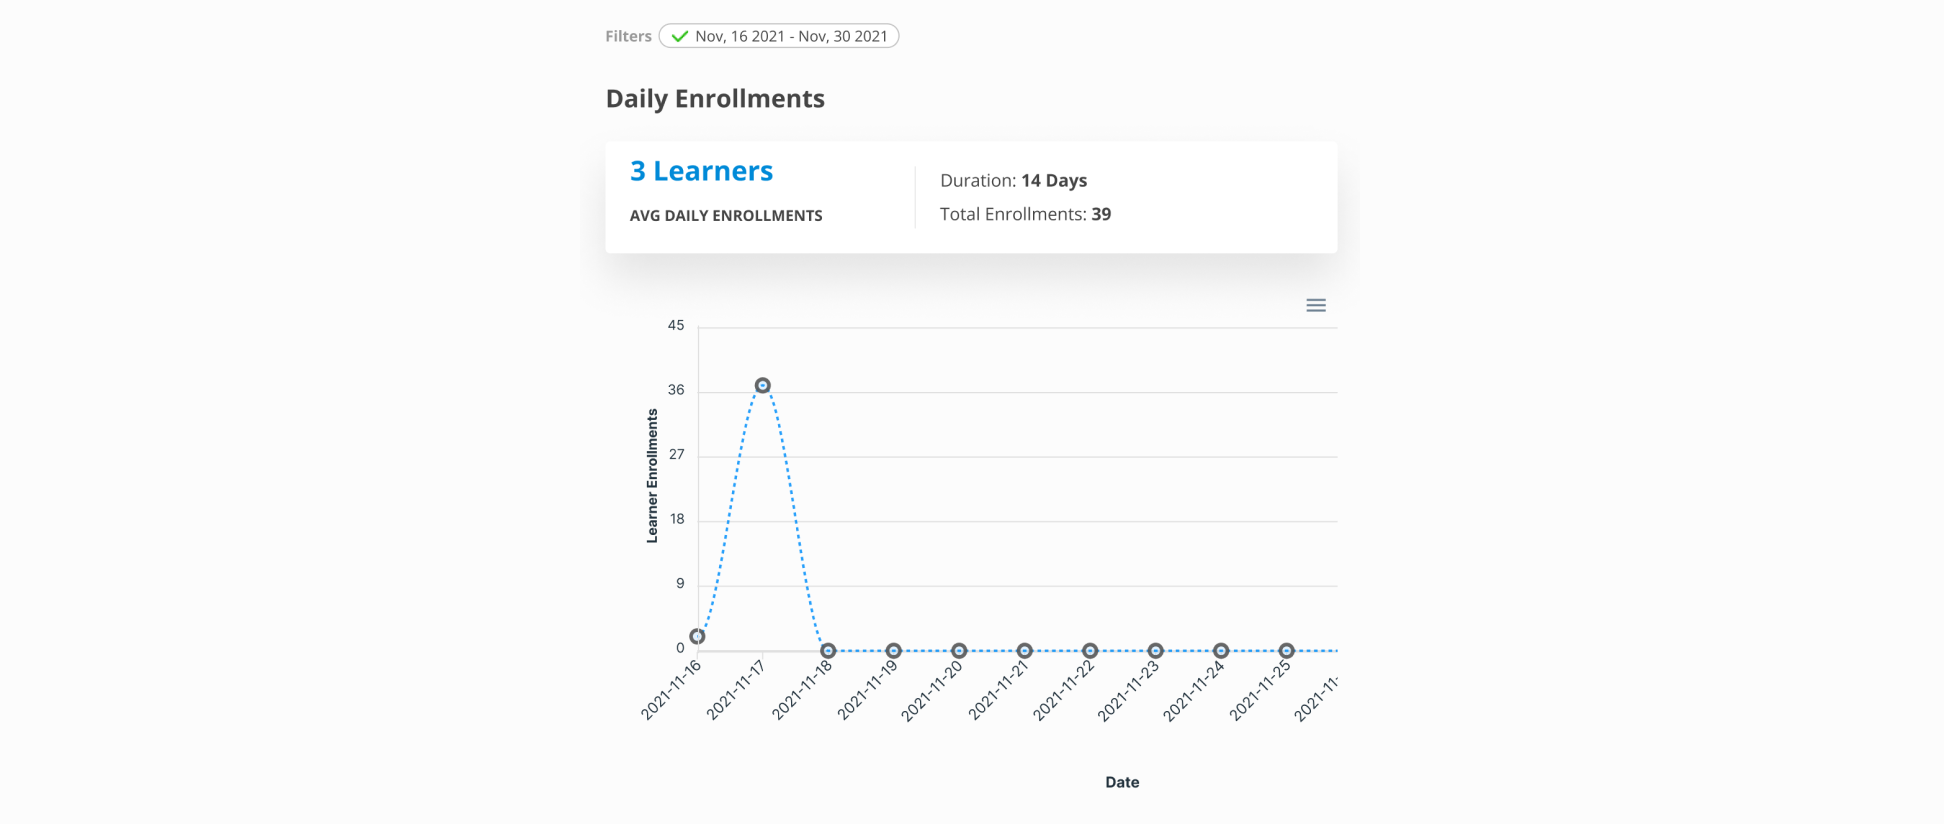 Filters Nov, 16 2021 - Nov, 30 2021
Daily Enrollments
3 Learners
AVG DAILY ENROLLMENTS
Duration: 14 Days
Total Enrollments: 39
45
36
27
18
9
0
Learner Enrollments
2021-11-16
2021-11-17
2021-11-18
2021-11-19
2021-11-20
2021-11-21
2021-11-22
2021-11-23
2021-11-24
2021-11-25
2021-11-
Date